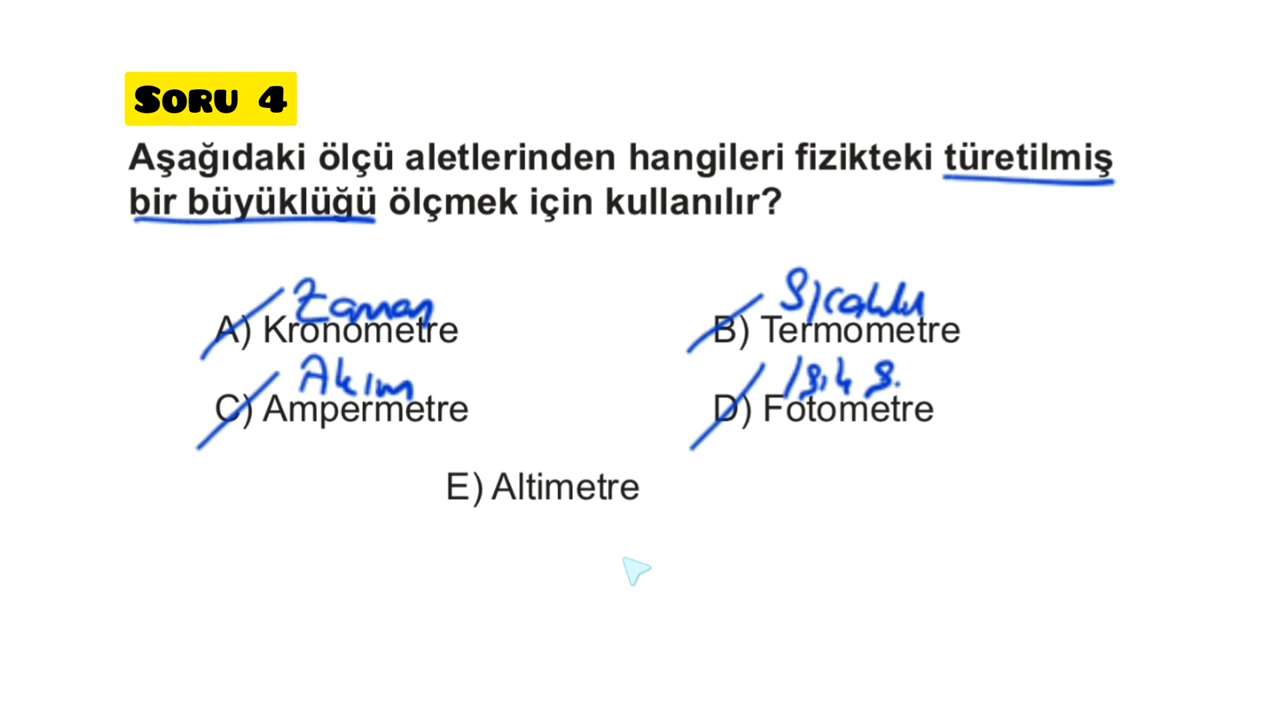 SORU 4
Aşağıdaki ölçü aletlerinden hangileri fizikteki türetilmiş
bir büyüklüğü ölçmek için kullanılır?
Zaman
Sıcaklık
A) Kronometre
B) Termometre
Akım
Işık Ş.
C) Ampermetre
D) Fotometre
E) Altimetre